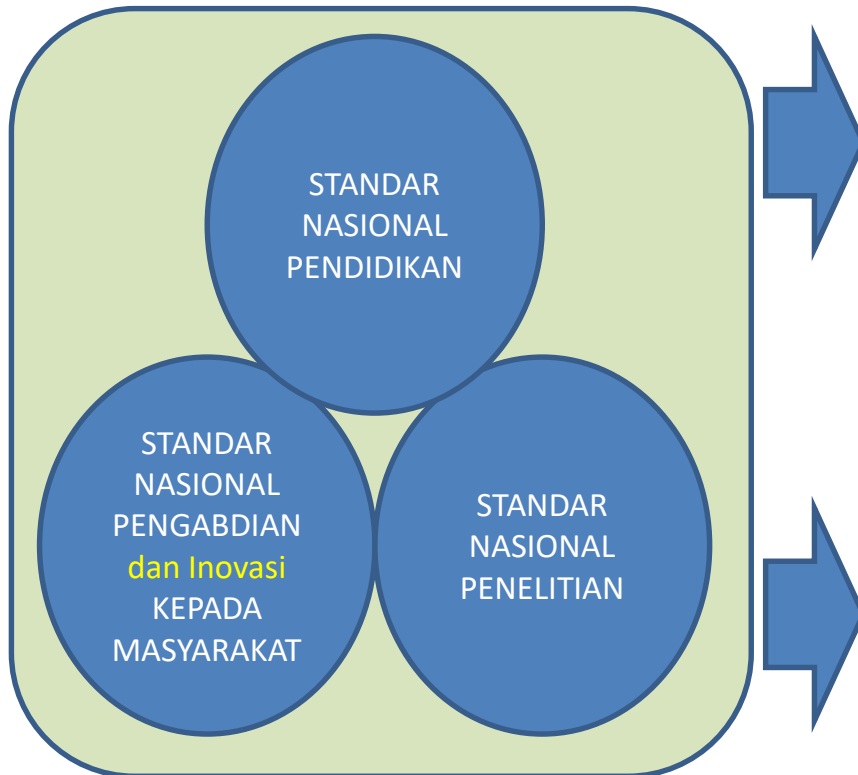 STANDAR
NASIONAL
PENDIDIKAN
STANDAR
NASIONAL
PENGABDIAN
dan Inovasi
KEPADA
MASYARAKAT
STANDAR
NASIONAL
PENELITIAN